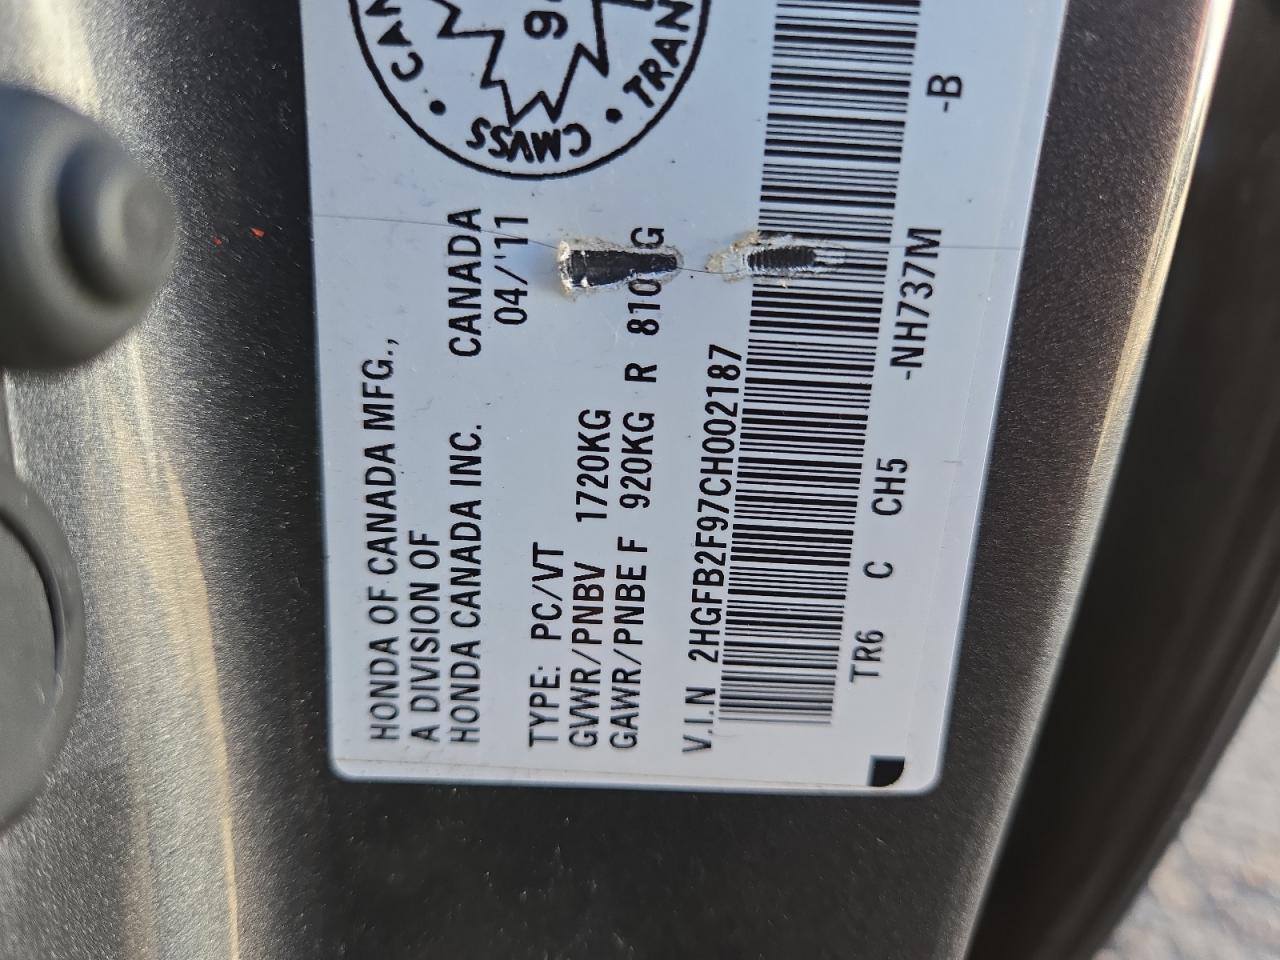 HONDA OF CANADA MFG.,
A DIVISION OF
HONDA CANADA INC. CANADA
04/'11
TYPE: PC/VT
GVWR/PNBV 1720KG
GAWR/PNBE F 920KG R 810 G
V.I.N 2HGFB2F97CH002187
TR6 C CH5 -NH737M -B
CMVSS